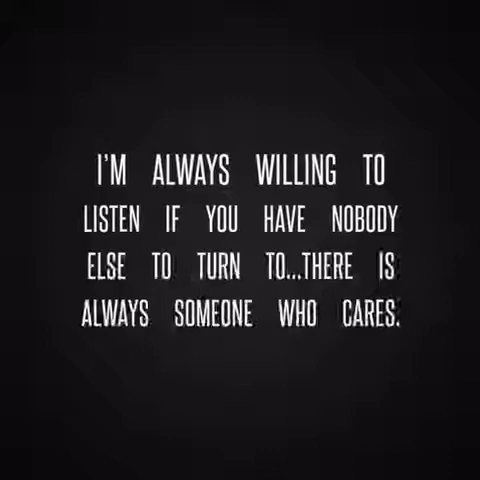 I'M ALWAYS WILLING TO
LISTEN IF YOU HAVE NOBODY
ELSE TO TURN TO...THERE IS
ALWAYS SOMEONE WHO CARES.